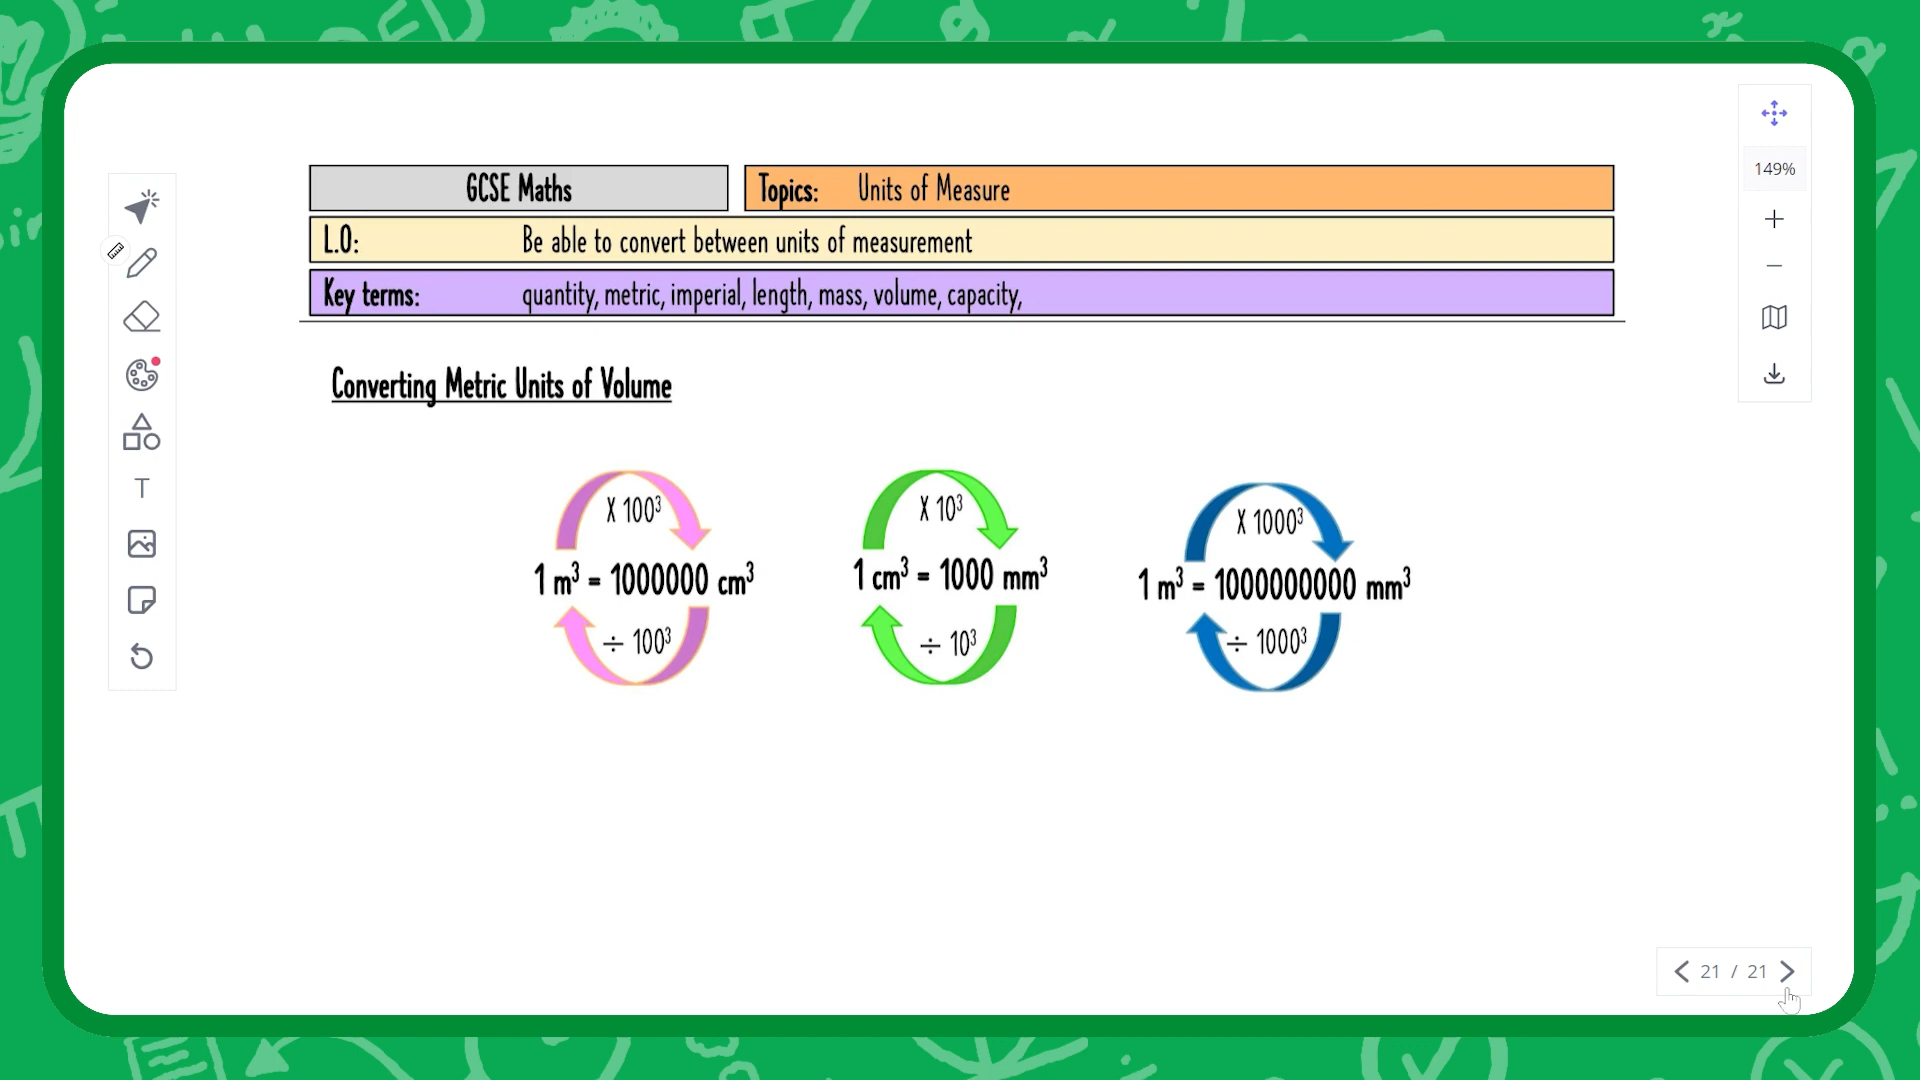 GCSE Maths
Topics: Units of Measure
L.O: Be able to convert between units of measurement
Key terms: quantity, metric, imperial, length, mass, volume, capacity,
149%
Converting Metric Units of Volume
X 100³
1 m³ = 1000000 cm³
÷ 100³
X 10³
1 cm³ = 1000 mm³
÷ 10³
X 1000³
1 m³ = 1000000000 mm³
÷ 1000³
T
21 / 21